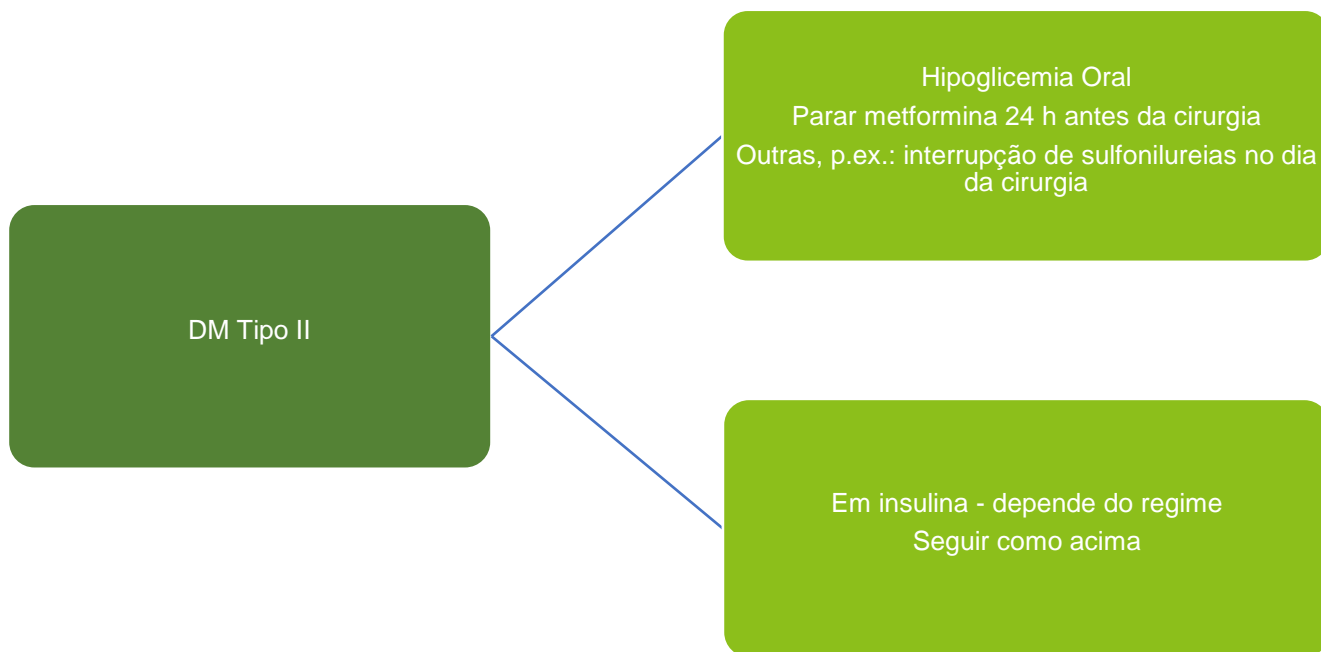 DM Tipo II
Hipoglicemia Oral
Parar metformina 24 h antes da cirurgia
Outras, p.ex.: interrupção de sulfonilureias no dia
da cirurgia
Em insulina - depende do regime
Seguir como acima